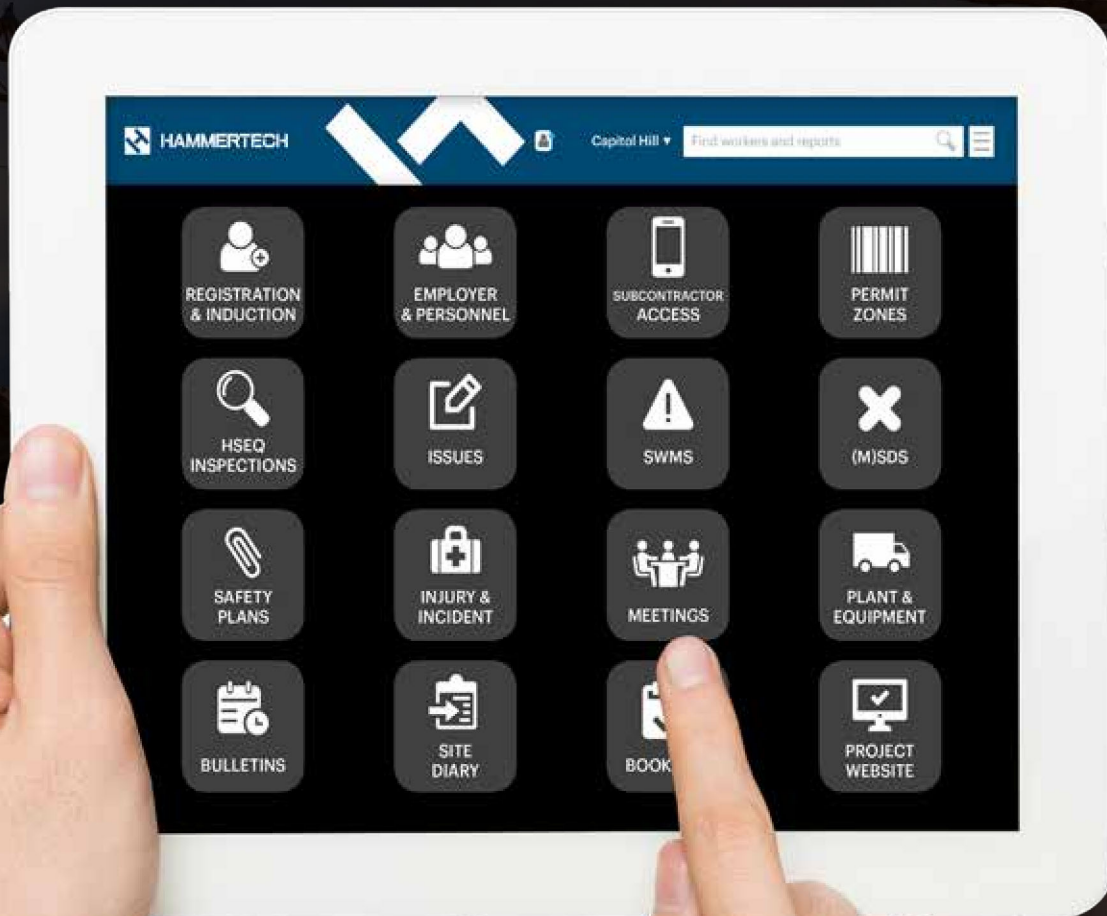 HAMMERTECH
Capitol Hill ▾
Find workers and reports
REGISTRATION
& INDUCTION
EMPLOYER
& PERSONNEL
SUBCONTRACTOR
ACCESS
PERMIT
ZONES
HSEQ
INSPECTIONS
ISSUES
SWMS
(M)SDS
SAFETY
PLANS
INJURY &
INCIDENT
MEETINGS
PLANT &
EQUIPMENT
BULLETINS
SITE
DIARY
BOOK
PROJECT
WEBSITE